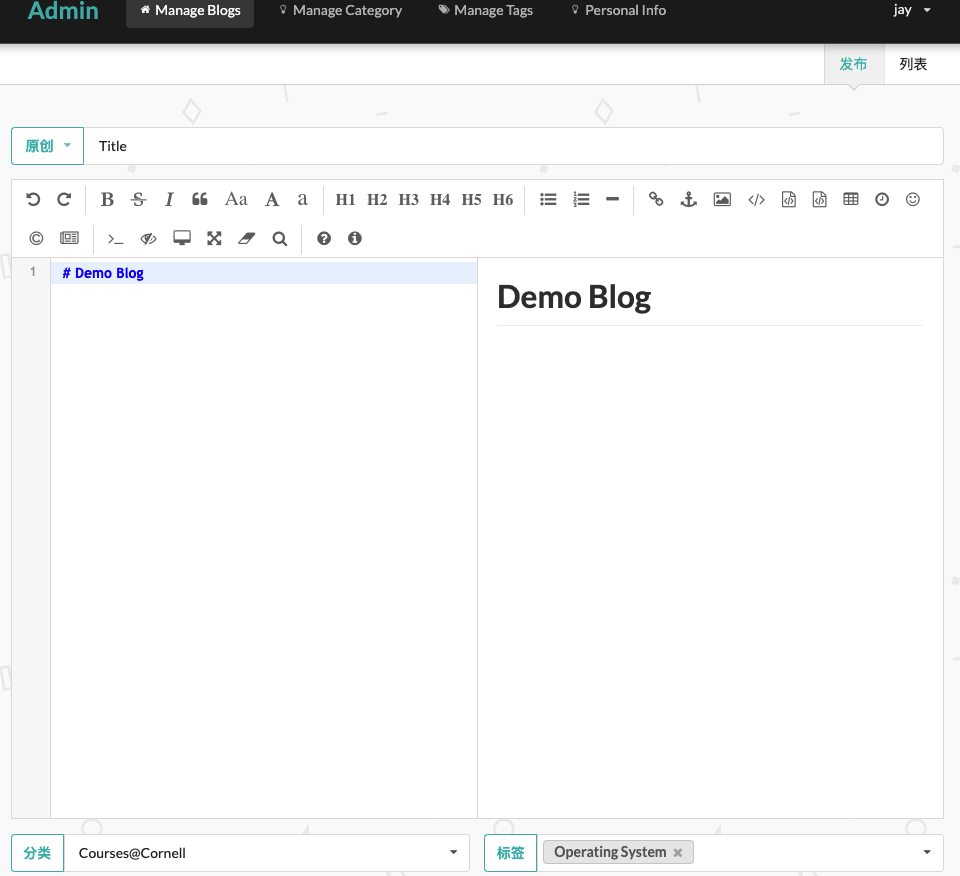 Admin Manage Blogs Manage Category Manage Tags Personal Info jay
发布 列表
原创 Title
B S I Aa A a H1 H2 H3 H4 H5 H6
1 # Demo Blog
Demo Blog
分类 Courses@Cornell 标签 Operating System